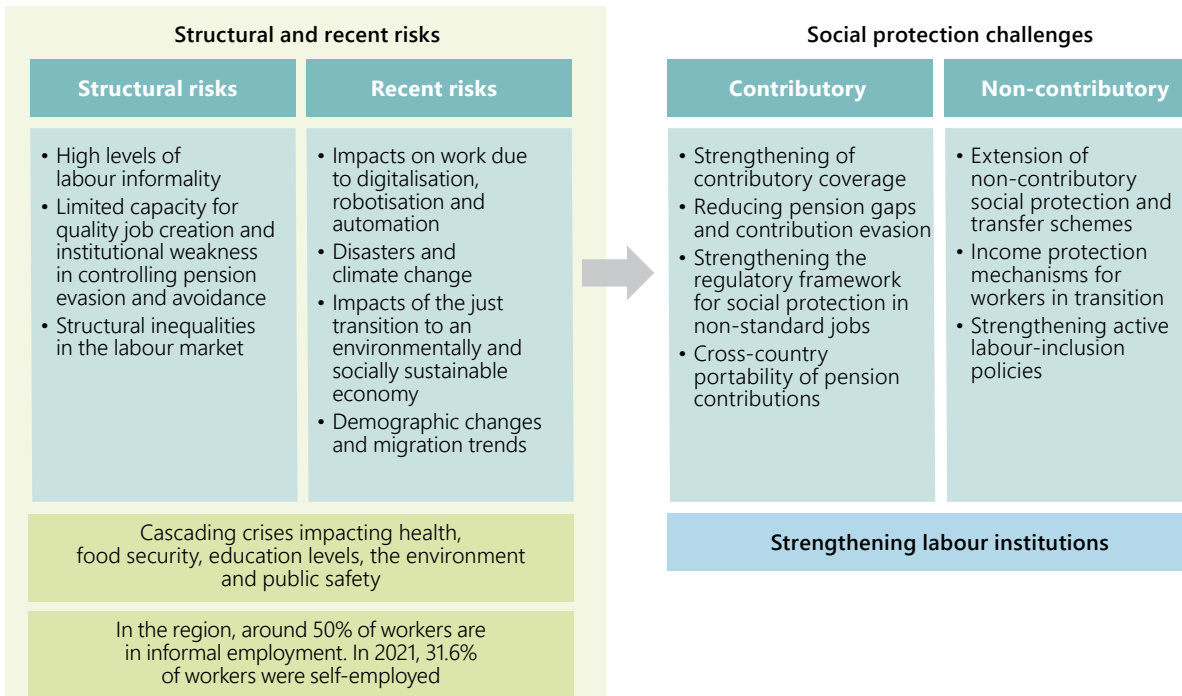 Structural and recent risks
Structural risks
• High levels of
labour informality
• Limited capacity for
quality job creation and
institutional weakness
in controlling pension
evasion and avoidance
• Structural inequalities
in the labour market
Recent risks
• Impacts on work due
to digitalisation,
robotisation and
automation
• Disasters and
climate change
• Impacts of the just
transition to an
environmentally and
socially sustainable
economy
• Demographic changes
and migration trends
Cascading crises impacting health,
food security, education levels, the environment
and public safety
In the region, around 50% of workers are
in informal employment. In 2021, 31.6%
of workers were self-employed
Social protection challenges
Contributory
• Strengthening of
contributory coverage
• Reducing pension gaps
and contribution evasion
• Strengthening the
regulatory framework
for social protection in
non-standard jobs
• Cross-country
portability of pension
contributions
Non-contributory
• Extension of
non-contributory
social protection and
transfer schemes
• Income protection
mechanisms for
workers in transition
• Strengthening active
labour-inclusion
policies
Strengthening labour institutions